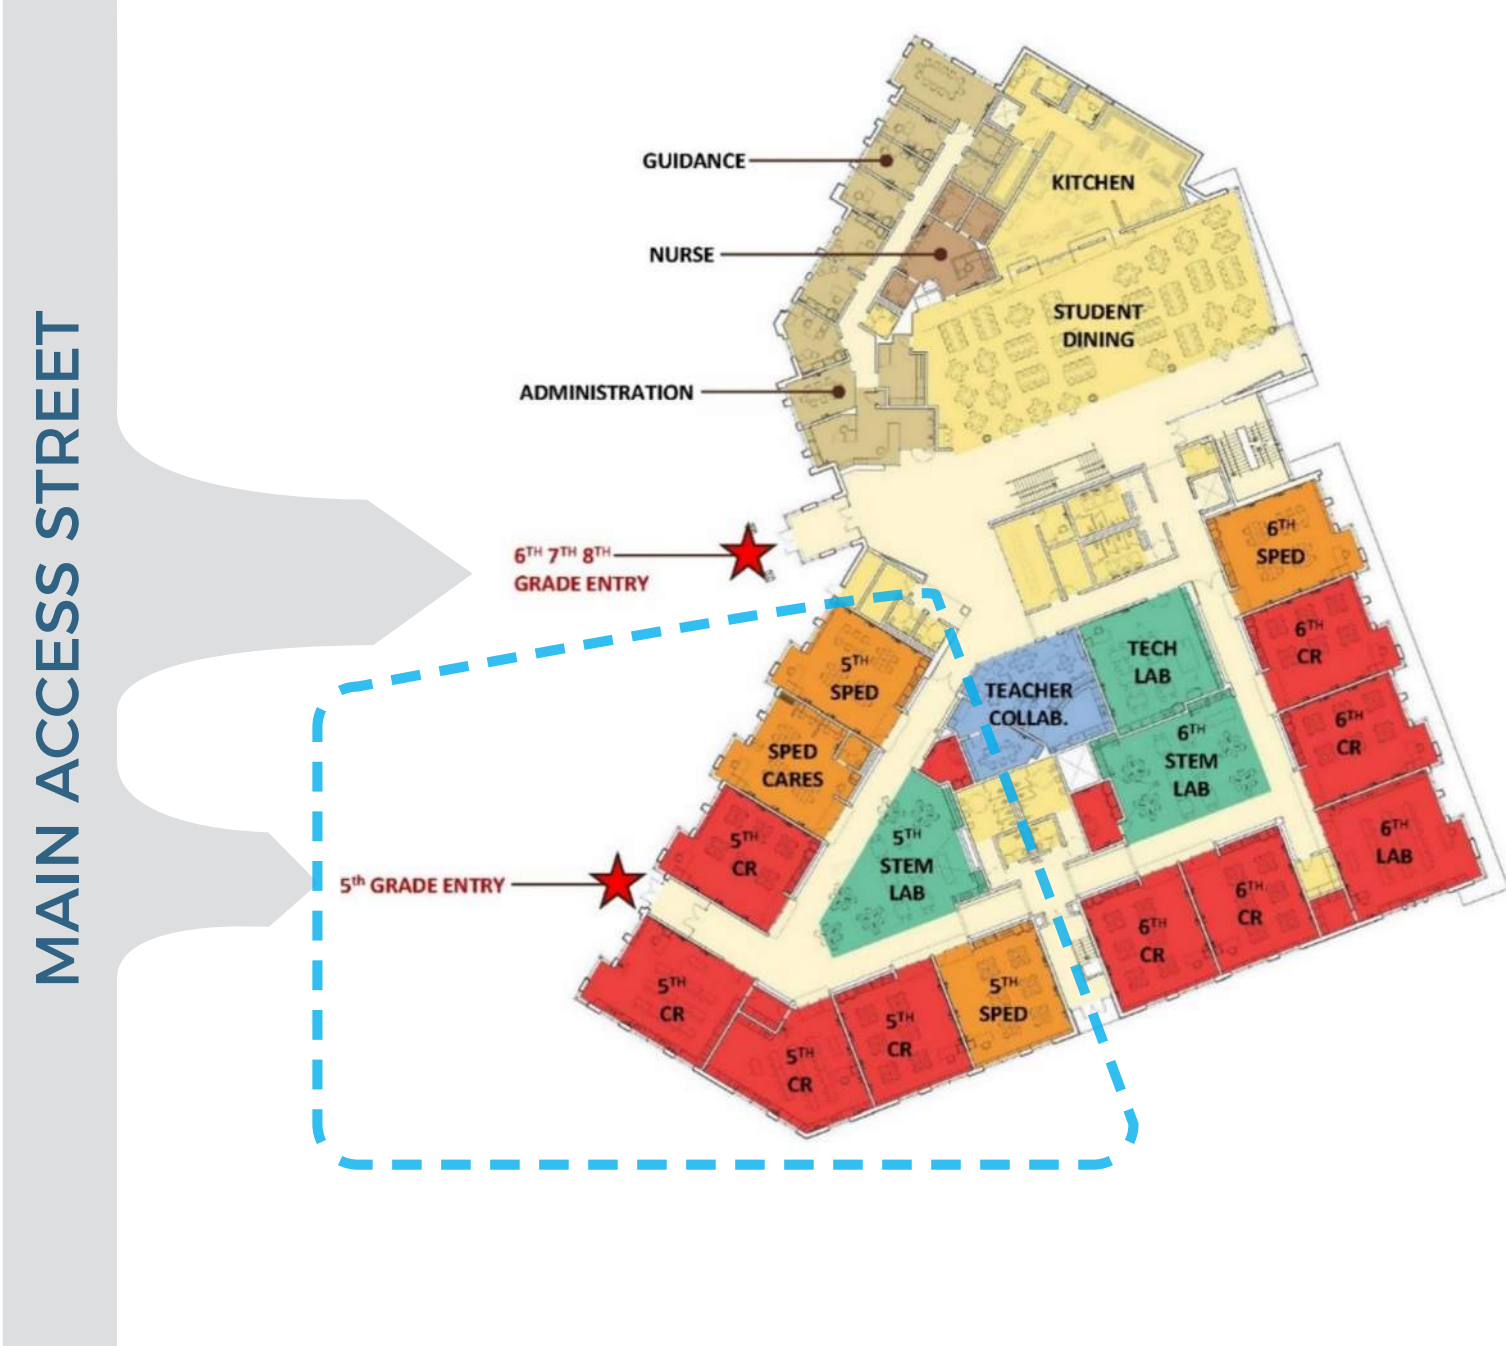 MAIN ACCESS STREET
GUIDANCE
KITCHEN
NURSE
STUDENT
DINING
ADMINISTRATION
6TH 7TH 8TH
GRADE ENTRY
6TH
SPED
5TH
SPED
TEACHER
COLLAB.
TECH
LAB
6TH
CR
SPED
CARES
6TH
STEM
LAB
6TH
CR
5TH
CR
5TH
STEM
LAB
6TH
LAB
5th GRADE ENTRY
6TH
CR
6TH
CR
5TH
CR
5TH
CR
5TH
CR
5TH
SPED